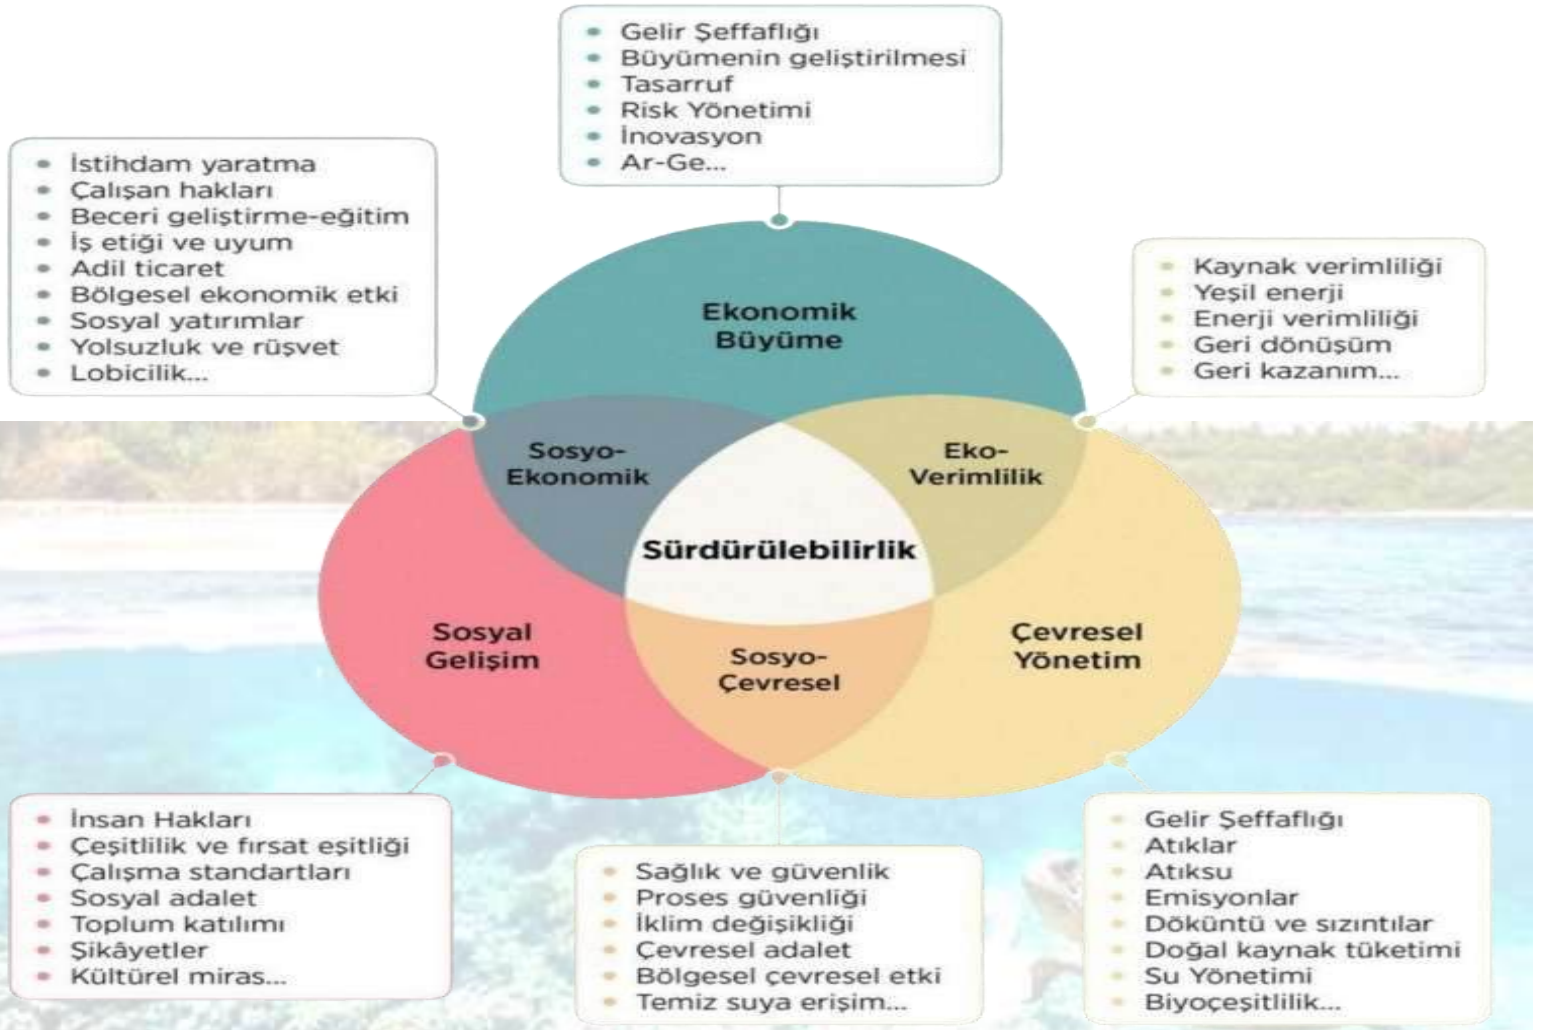 Gelir Şeffaflığı
Büyümenin geliştirilmesi
Tasarruf
Risk Yönetimi
İnovasyon
Ar-Ge...
İstihdam yaratma
Çalışan hakları
Beceri geliştirme-eğitim
İş etiği ve uyum
Adil ticaret
Bölgesel ekonomik etki
Sosyal yatırımlar
Yolsuzluk ve rüşvet
Lobicilik...
Kaynak verimliliği
Yeşil enerji
Enerji verimliliği
Geri dönüşüm
Geri kazanım...
Ekonomik
Büyüme
Sosyo-
Ekonomik
Eko-
Verimlilik
Sürdürülebilirlik
Sosyal
Gelişim
Sosyo-
Çevresel
Çevresel
Yönetim
İnsan Hakları
Çeşitlilik ve fırsat eşitliği
Çalışma standartları
Sosyal adalet
Toplum katılımı
Şikâyetler
Kültürel miras...
Sağlık ve güvenlik
Proses güvenliği
İklim değişikliği
Çevresel adalet
Bölgesel çevresel etki
Temiz suya erişim...
Gelir Şeffaflığı
Atıklar
Atıksu
Emisyonlar
Döküntü ve sızıntılar
Doğal kaynak tüketimi
Su Yönetimi
Biyoçeşitlilik...